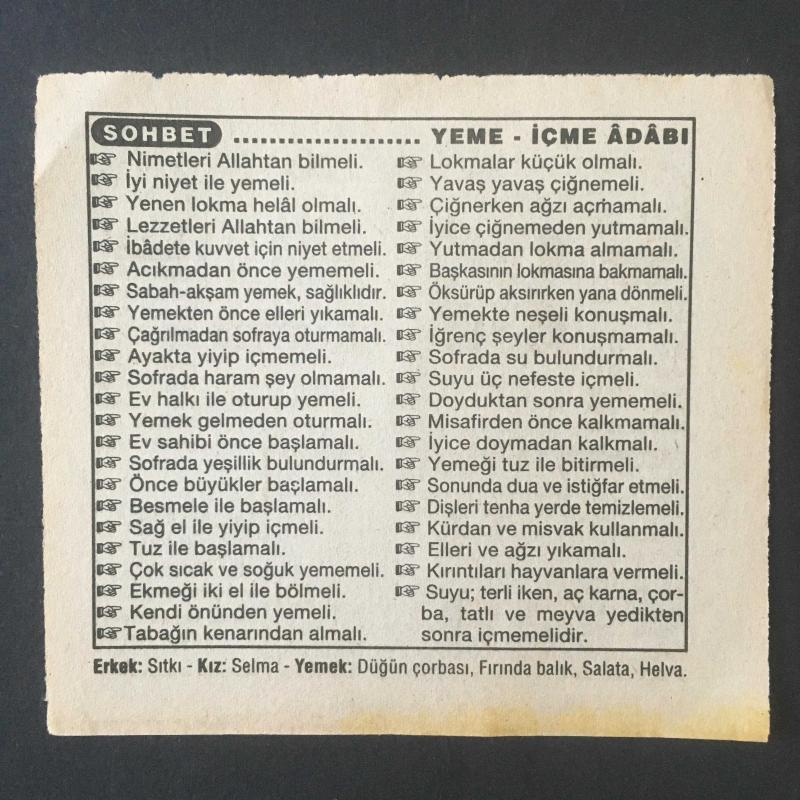 SOHBET ..................... YEME - İÇME ÂDÂBI
☞ Nimetleri Allahtan bilmeli.
☞ İyi niyet ile yemeli.
☞ Yenen lokma helâl olmalı.
☞ Lezzetleri Allahtan bilmeli.
☞ İbâdete kuvvet için niyet etmeli.
☞ Acıkmadan önce yememeli.
☞ Sabah-akşam yemek, sağlıklıdır.
☞ Yemekten önce elleri yıkamalı.
☞ Çağrılmadan sofraya oturmamalı.
☞ Ayakta yiyip içmemeli.
☞ Sofrada haram şey olmamalı.
☞ Ev halkı ile oturup yemeli.
☞ Yemek gelmeden oturmalı.
☞ Ev sahibi önce başlamalı.
☞ Sofrada yeşillik bulundurmalı.
☞ Önce büyükler başlamalı.
☞ Besmele ile başlamalı.
☞ Sağ el ile yiyip içmeli.
☞ Tuz ile başlamalı.
☞ Çok sıcak ve soğuk yememeli.
☞ Ekmeği iki el ile bölmeli.
☞ Kendi önünden yemeli.
☞ Tabağın kenarından almalı.
☞ Lokmalar küçük olmalı.
☞ Yavaş yavaş çiğnemeli.
☞ Çiğnerken ağzı açmamalı.
☞ İyice çiğnemeden yutmamalı.
☞ Yutmadan lokma almamalı.
☞ Başkasının lokmasına bakmamalı.
☞ Öksürüp aksırırken yana dönmeli.
☞ Yemekte neşeli konuşmalı.
☞ İğrenç şeyler konuşmamalı.
☞ Sofrada su bulundurmalı.
☞ Suyu üç nefeste içmeli.
☞ Doyduktan sonra yememeli.
☞ Misafirden önce kalkmamalı.
☞ İyice doymadan kalkmalı.
☞ Yemeği tuz ile bitirmeli.
☞ Sonunda dua ve istiğfar etmeli.
☞ Dişleri tenha yerde temizlemeli.
☞ Kürdan ve misvak kullanmalı.
☞ Elleri ve ağzı yıkamalı.
☞ Kırıntıları hayvanlara vermeli.
☞ Suyu; terli iken, aç karna, çor-
ba, tatlı ve meyva yedikten
sonra içmemelidir.
Erkek: Sıtkı - Kız: Selma - Yemek: Düğün çorbası, Fırında balık, Salata, Helva.